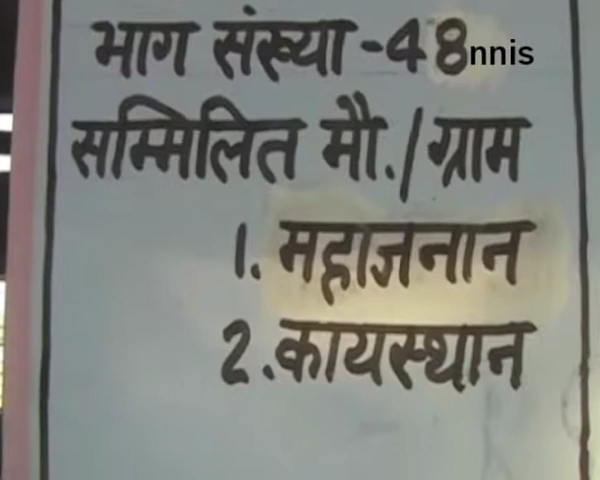 भाग संख्या-48nnis
सम्मिलित मौ./ग्राम
1. महाजनान
2. कायस्थान